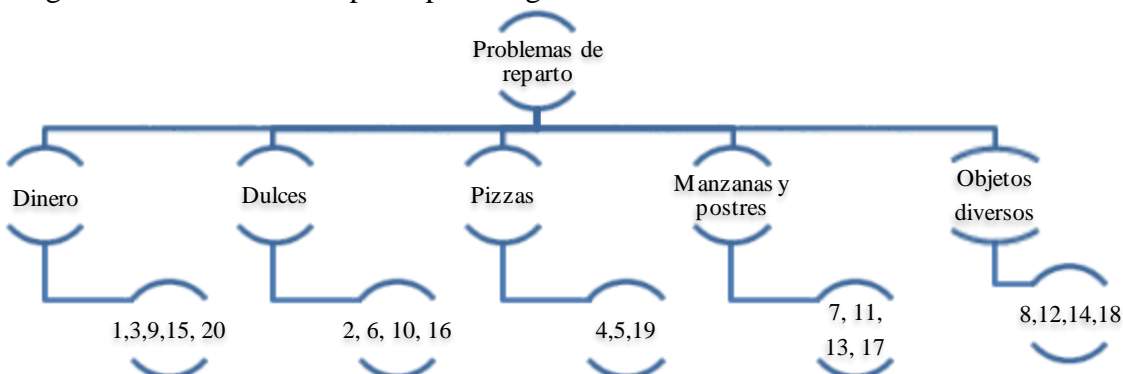 Problemas de
reparto
Dinero
Dulces
Pizzas
Manzanas y
postres
Objetos
diversos
1,3,9,15, 20
2, 6, 10, 16
4,5,19
7, 11,
13, 17
8,12,14,18